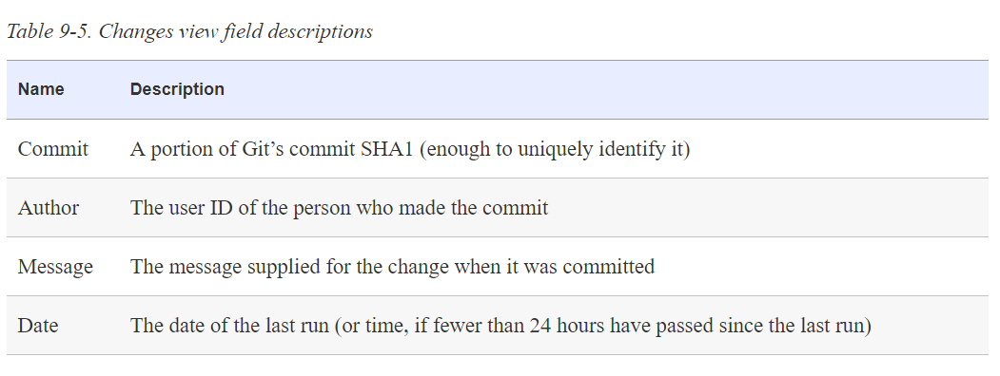 Table 9-5. Changes view field descriptions
Name Description
Commit A portion of Git’s commit SHA1 (enough to uniquely identify it)
Author The user ID of the person who made the commit
Message The message supplied for the change when it was committed
Date The date of the last run (or time, if fewer than 24 hours have passed since the last run)